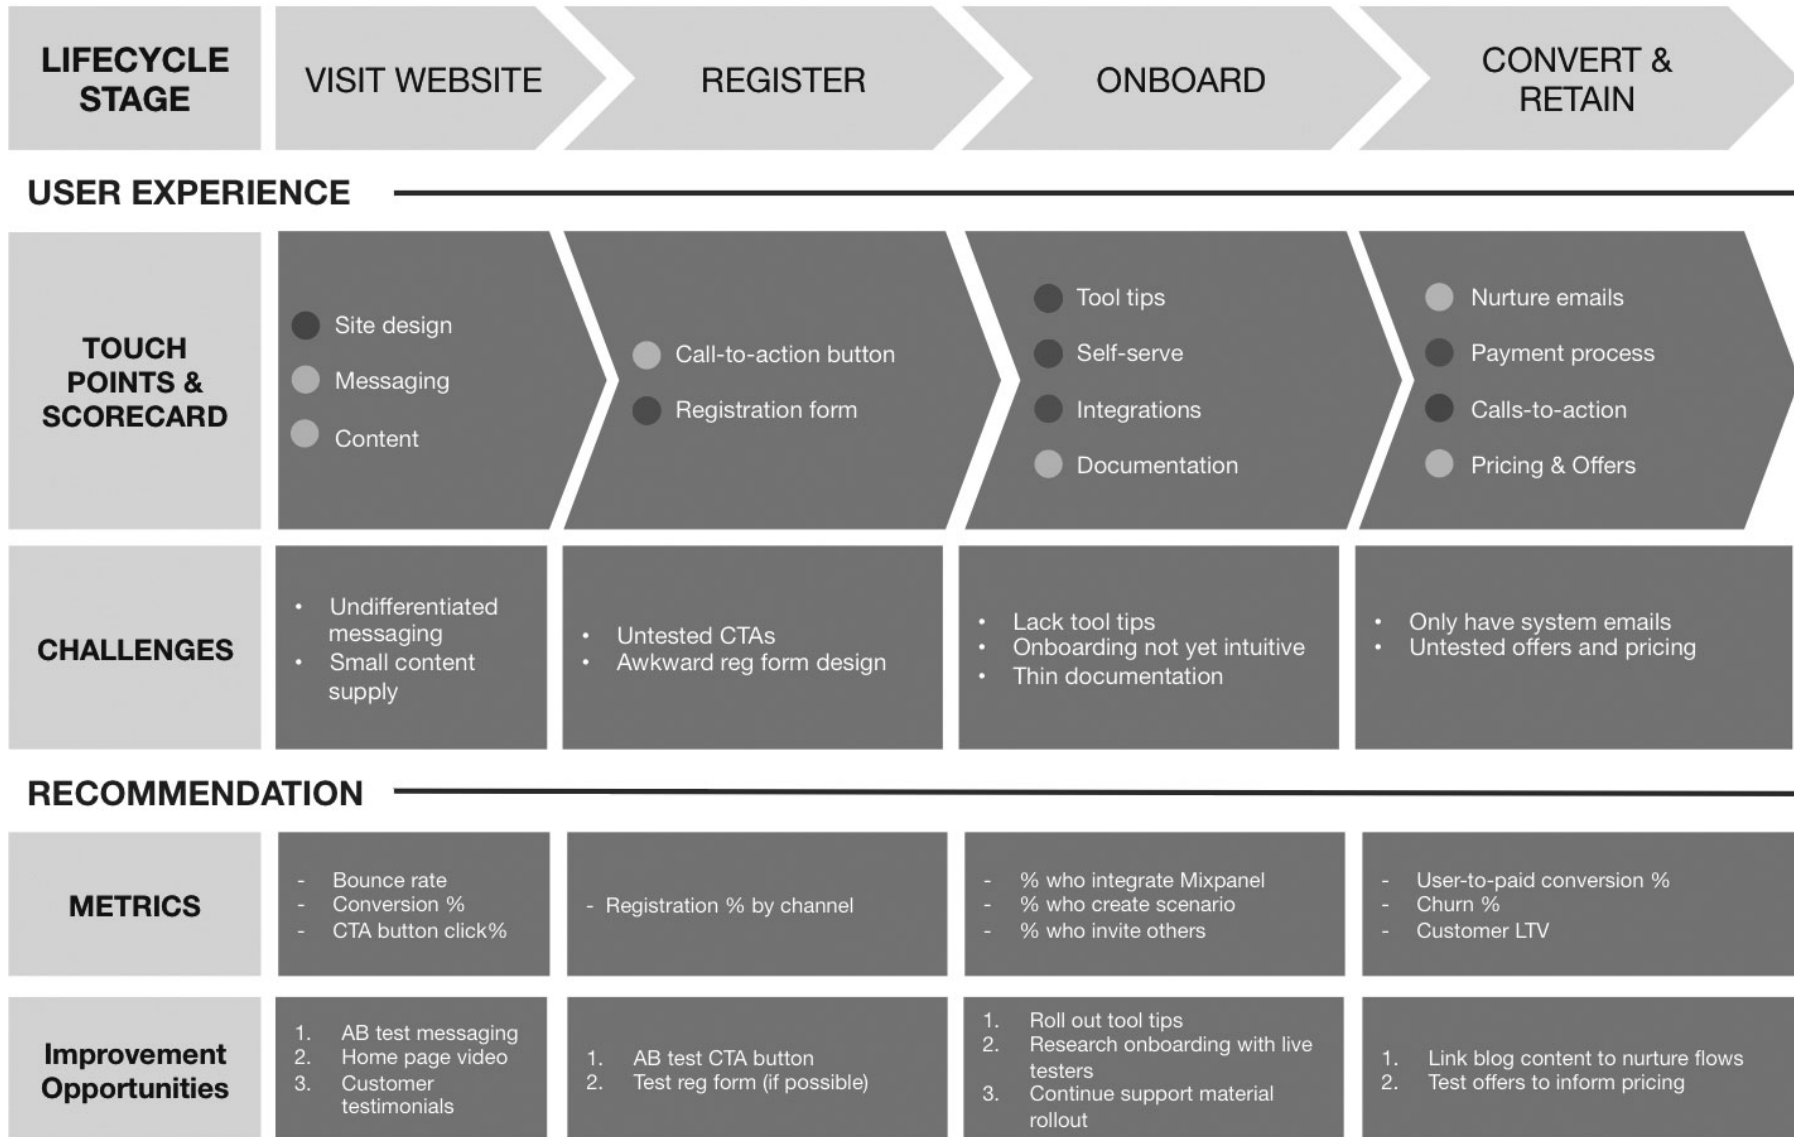 LIFECYCLE
STAGE
VISIT WEBSITE
REGISTER
ONBOARD
CONVERT &
RETAIN
USER EXPERIENCE
TOUCH
POINTS &
SCORECARD
Site design
Messaging
Content
Call-to-action button
Registration form
Tool tips
Self-serve
Integrations
Documentation
Nurture emails
Payment process
Calls-to-action
Pricing & Offers
CHALLENGES
• Undifferentiated
messaging
• Small content
supply
• Untested CTAs
• Awkward reg form design
• Lack tool tips
• Onboarding not yet intuitive
• Thin documentation
• Only have system emails
• Untested offers and pricing
RECOMMENDATION
METRICS
- Bounce rate
- Conversion %
- CTA button click%
- Registration % by channel
- % who integrate Mixpanel
- % who create scenario
- % who invite others
- User-to-paid conversion %
- Churn %
- Customer LTV
Improvement
Opportunities
1. AB test messaging
2. Home page video
3. Customer
testimonials
1. AB test CTA button
2. Test reg form (if possible)
1. Roll out tool tips
2. Research onboarding with live
testers
3. Continue support material
rollout
1. Link blog content to nurture flows
2. Test offers to inform pricing